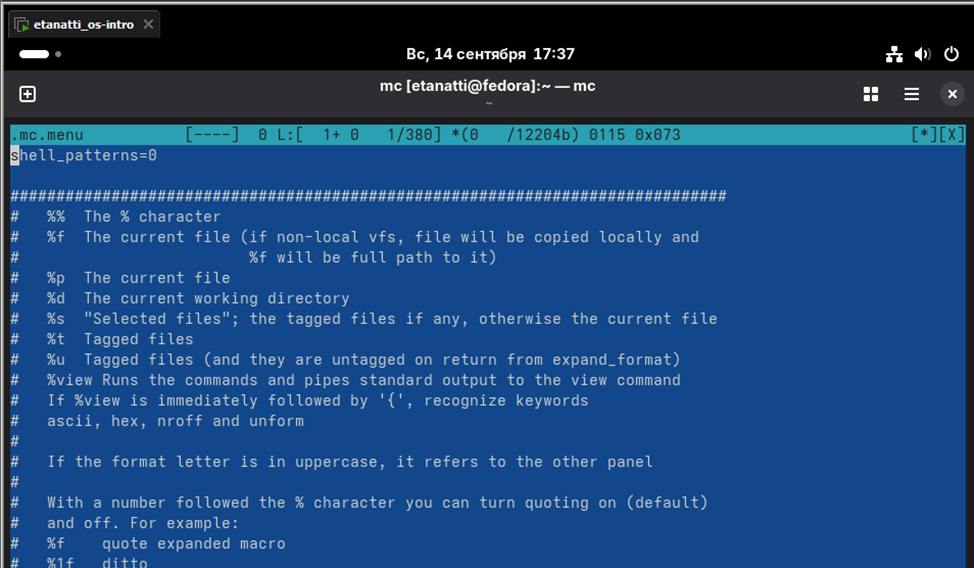 etanatti_os-intro
Вс, 14 сентября 17:37
mc [etanatti@fedora]:~ — mc
~
.mc.menu [----] 0 L:[ 1+ 0 1/380] *(0 /12204b) 0115 0x073 [*][X]
shell_patterns=0
###############################################################################
# %% The % character
# %f The current file (if non-local vfs, file will be copied locally and
# %f will be full path to it)
# %p The current file
# %d The current working directory
# %s "Selected files"; the tagged files if any, otherwise the current file
# %t Tagged files
# %u Tagged files (and they are untagged on return from expand_format)
# %view Runs the commands and pipes standard output to the view command
# If %view is immediately followed by '{', recognize keywords
# ascii, hex, nroff and unform
#
# If the format letter is in uppercase, it refers to the other panel
#
# With a number followed the % character you can turn quoting on (default)
# and off. For example:
# %f quote expanded macro
# %1f ditto